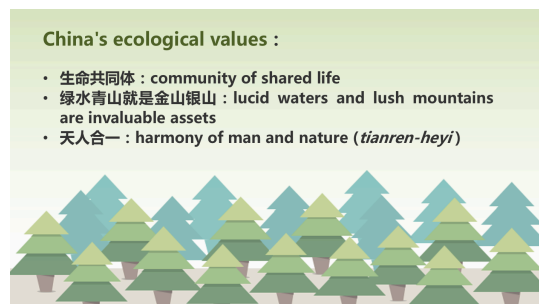 China's ecological values：
• 生命共同体：community of shared life
• 绿水青山就是金山银山：lucid waters and lush mountains
are invaluable assets
• 天人合一：harmony of man and nature (tianren-heyi )